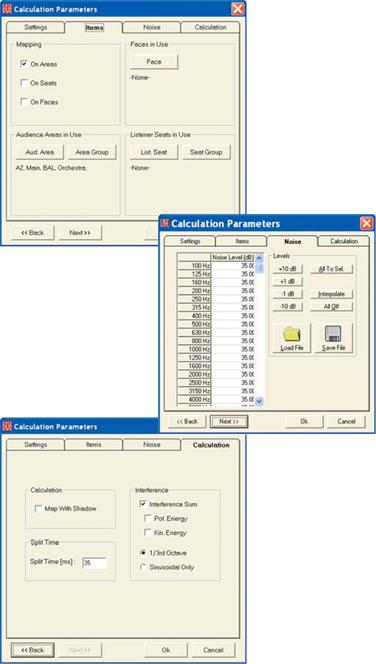 Calculation Parameters
Settings Items Noise Calculation
Mapping
On Areas
On Seats
On Faces
Faces in Use
Face
-None-
Audience Areas in Use
Aud. Area Area Group
A2, Main, BAL, Orchestra,
Listener Seats in Use
List. Seat Seat Group
-None-
<< Back Next >>
Calculation Parameters
Settings Items Noise Calculation
Noise Level [dB]
100 Hz 35.00
125 Hz 35.00
160 Hz 35.00
200 Hz 35.00
250 Hz 35.00
315 Hz 35.00
400 Hz 35.00
500 Hz 35.00
630 Hz 35.00
800 Hz 35.00
1000 Hz 35.00
1250 Hz 35.00
1600 Hz 35.00
2000 Hz 35.00
2500 Hz 35.00
3150 Hz 35.00
4000 Hz 35.00
Levels
+10 dB All To Sel.
+1 dB
-1 dB Interpolate
-10 dB All Off
Load File Save File
<< Back Next >> Ok Cancel
Calculation Parameters
Settings Items Noise Calculation
Calculation
Map With Shadow
Split Time
Split Time [ms] : 35
Interference
Interference Sum
Pot. Energy
Kin. Energy
1/3rd Octave
Sinusoidal Only
<< Back Next >> Ok Cancel